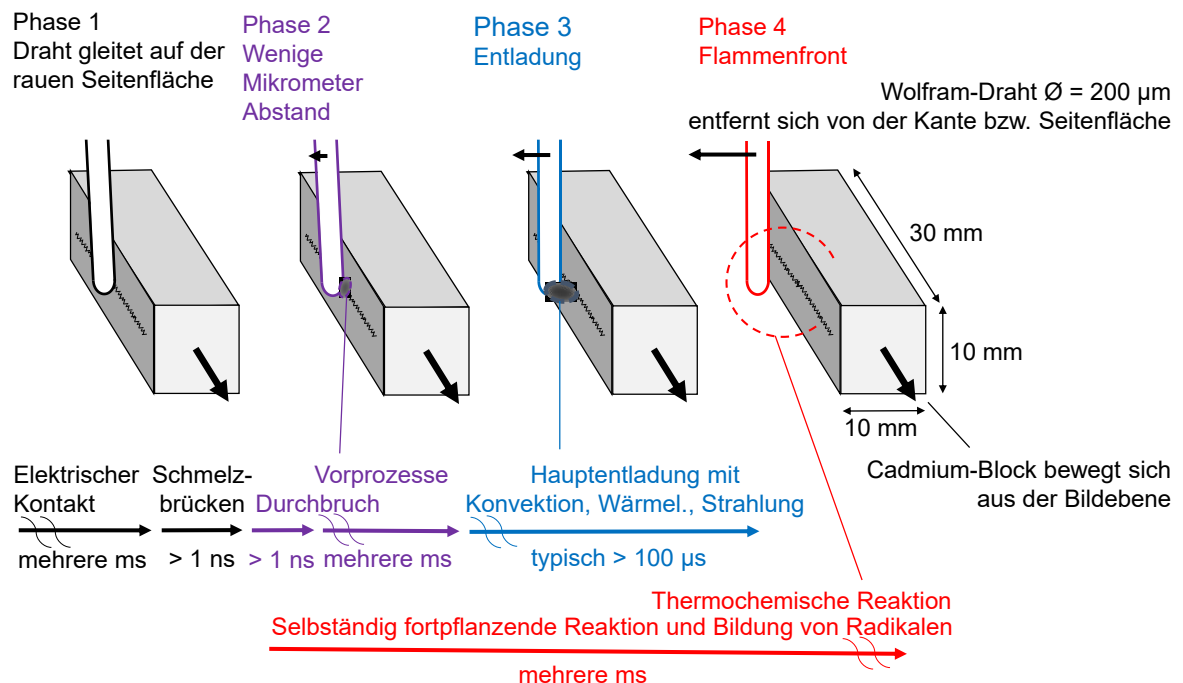 Phase 1
Draht gleitet auf der
rauen Seitenfläche
Phase 2
Wenige
Mikrometer
Abstand
Phase 3
Entladung
Phase 4
Flammenfront
Wolfram-Draht Ø = 200 µm
entfernt sich von der Kante bzw. Seitenfläche
30 mm
10 mm
10 mm
Cadmium-Block bewegt sich
aus der Bildebene
Elektrischer
Kontakt
mehrere ms
Schmelz-
brücken
> 1 ns
Durchbruch
> 1 ns
Vorprozesse
mehrere ms
Hauptentladung mit
Konvektion, Wärmel., Strahlung
typisch > 100 µs
Thermochemische Reaktion
Selbständig fortpflanzende Reaktion und Bildung von Radikalen
mehrere ms